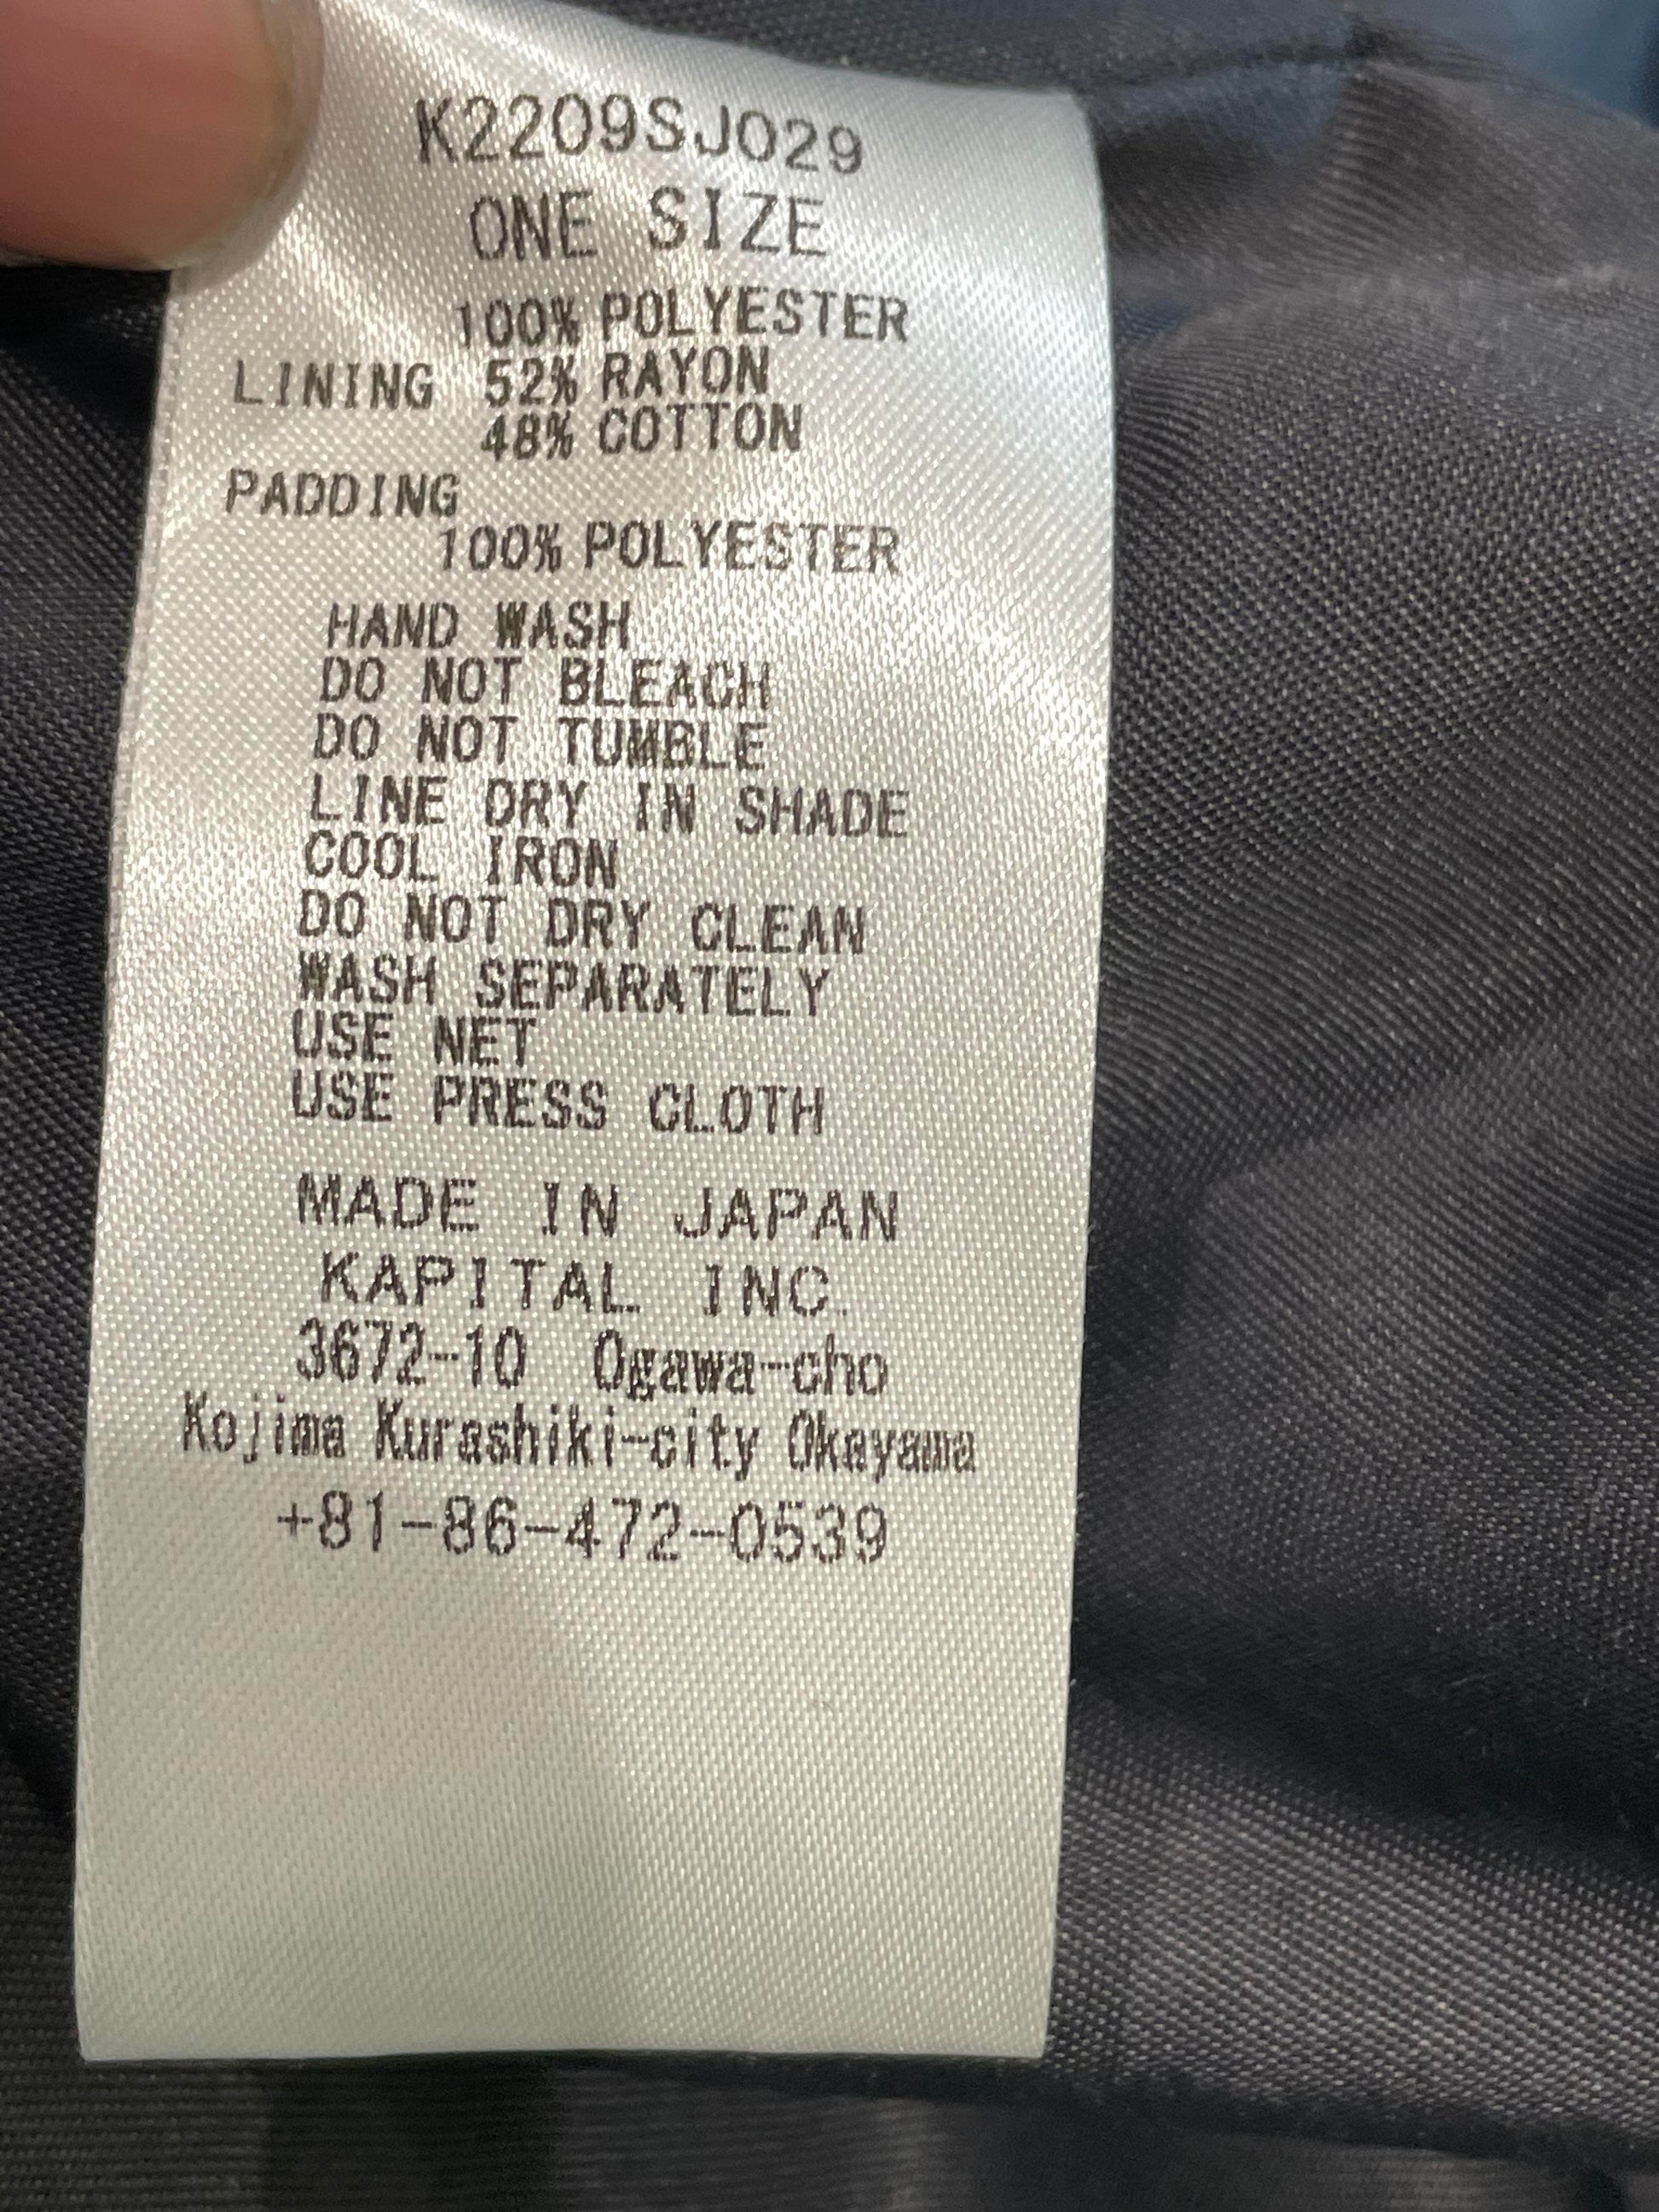 K2209SJ029
ONE SIZE
100% POLYESTER
LINING 52% RAYON
48% COTTON
PADDING
100% POLYESTER
HAND WASH
DO NOT BLEACH
DO NOT TUMBLE
LINE DRY IN SHADE
COOL IRON
DO NOT DRY CLEAN
WASH SEPARATELY
USE NET
USE PRESS CLOTH
MADE IN JAPAN
KAPITAL INC.
3672-10 Ogawa-cho
Kojima Kurashiki-city Okayama
+81-86-472-0539